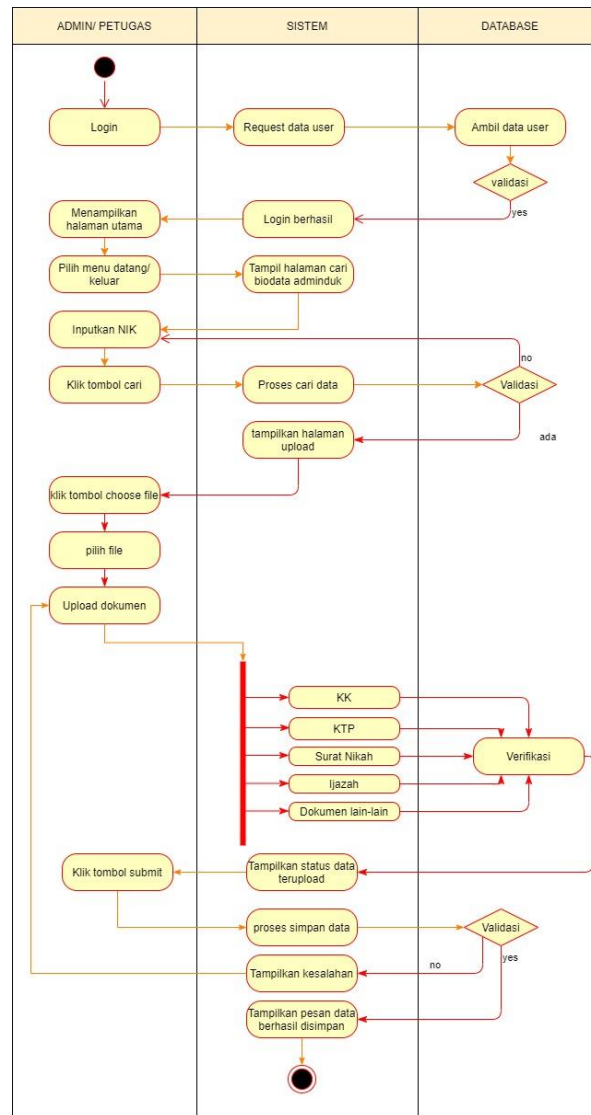 ADMIN/ PETUGAS
SISTEM
DATABASE
Login
Request data user
Ambil data user
validasi
yes
Menampilkan
halaman utama
Login berhasil
Pilih menu datang/
keluar
Tampil halaman cari
biodata adminduk
Inputkan NIK
no
Klik tombol cari
Proses cari data
Validasi
ada
tampilkan halaman
upload
klik tombol choose file
pilih file
Upload dokumen
KK
KTP
Surat Nikah
Ijazah
Dokumen lain-lain
Verifikasi
Klik tombol submit
Tampilkan status data
terupload
proses simpan data
Validasi
no
yes
Tampilkan kesalahan
Tampilkan pesan data
berhasil disimpan